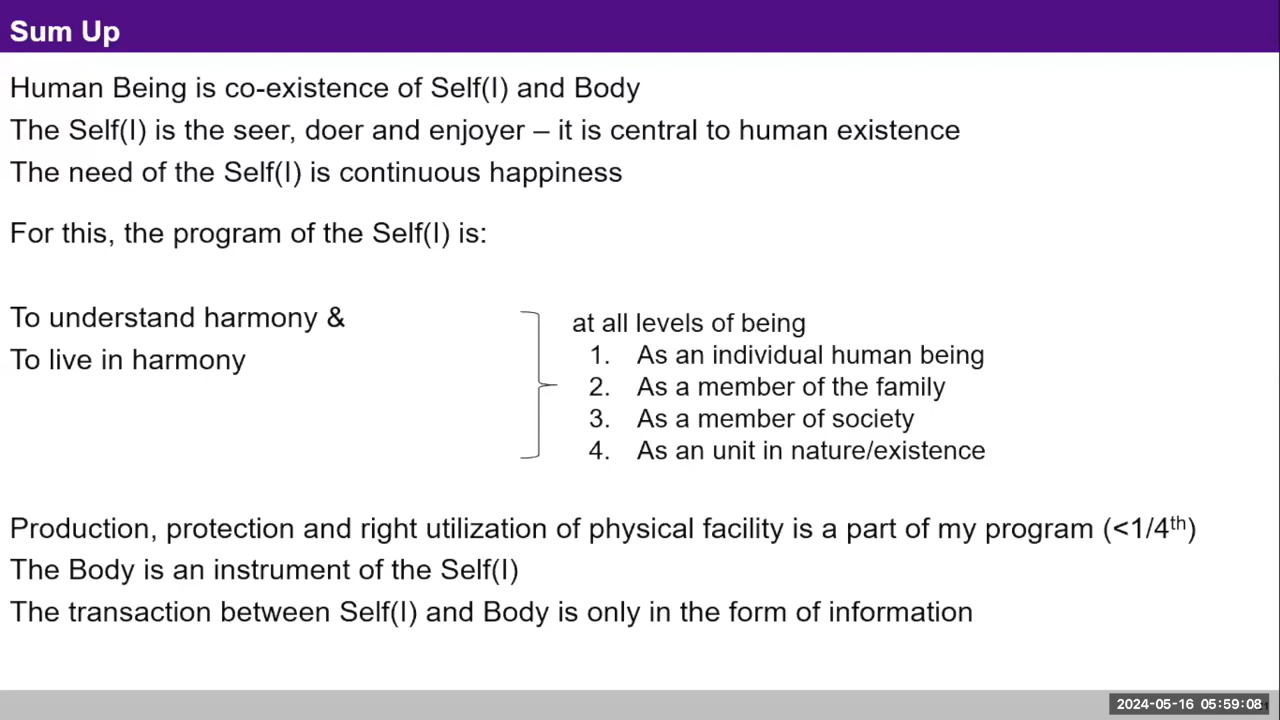 Sum Up
Human Being is co-existence of Self(I) and Body
The Self(I) is the seer, doer and enjoyer – it is central to human existence
The need of the Self(I) is continuous happiness
For this, the program of the Self(I) is:
To understand harmony &
To live in harmony
at all levels of being
1. As an individual human being
2. As a member of the family
3. As a member of society
4. As an unit in nature/existence
Production, protection and right utilization of physical facility is a part of my program (<1/4th)
The Body is an instrument of the Self(I)
The transaction between Self(I) and Body is only in the form of information
2024-05-16 05:59:08